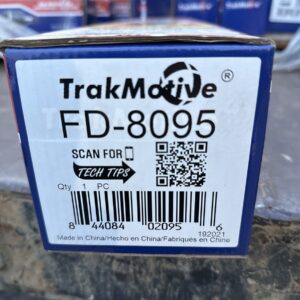 TrakMotive®
FD-8095
SCAN FOR
TECH TIPS
Qty: 1 PC
8 44084 02095 6
192021
Made in China/Hecho en China/Fabriqués en Chine